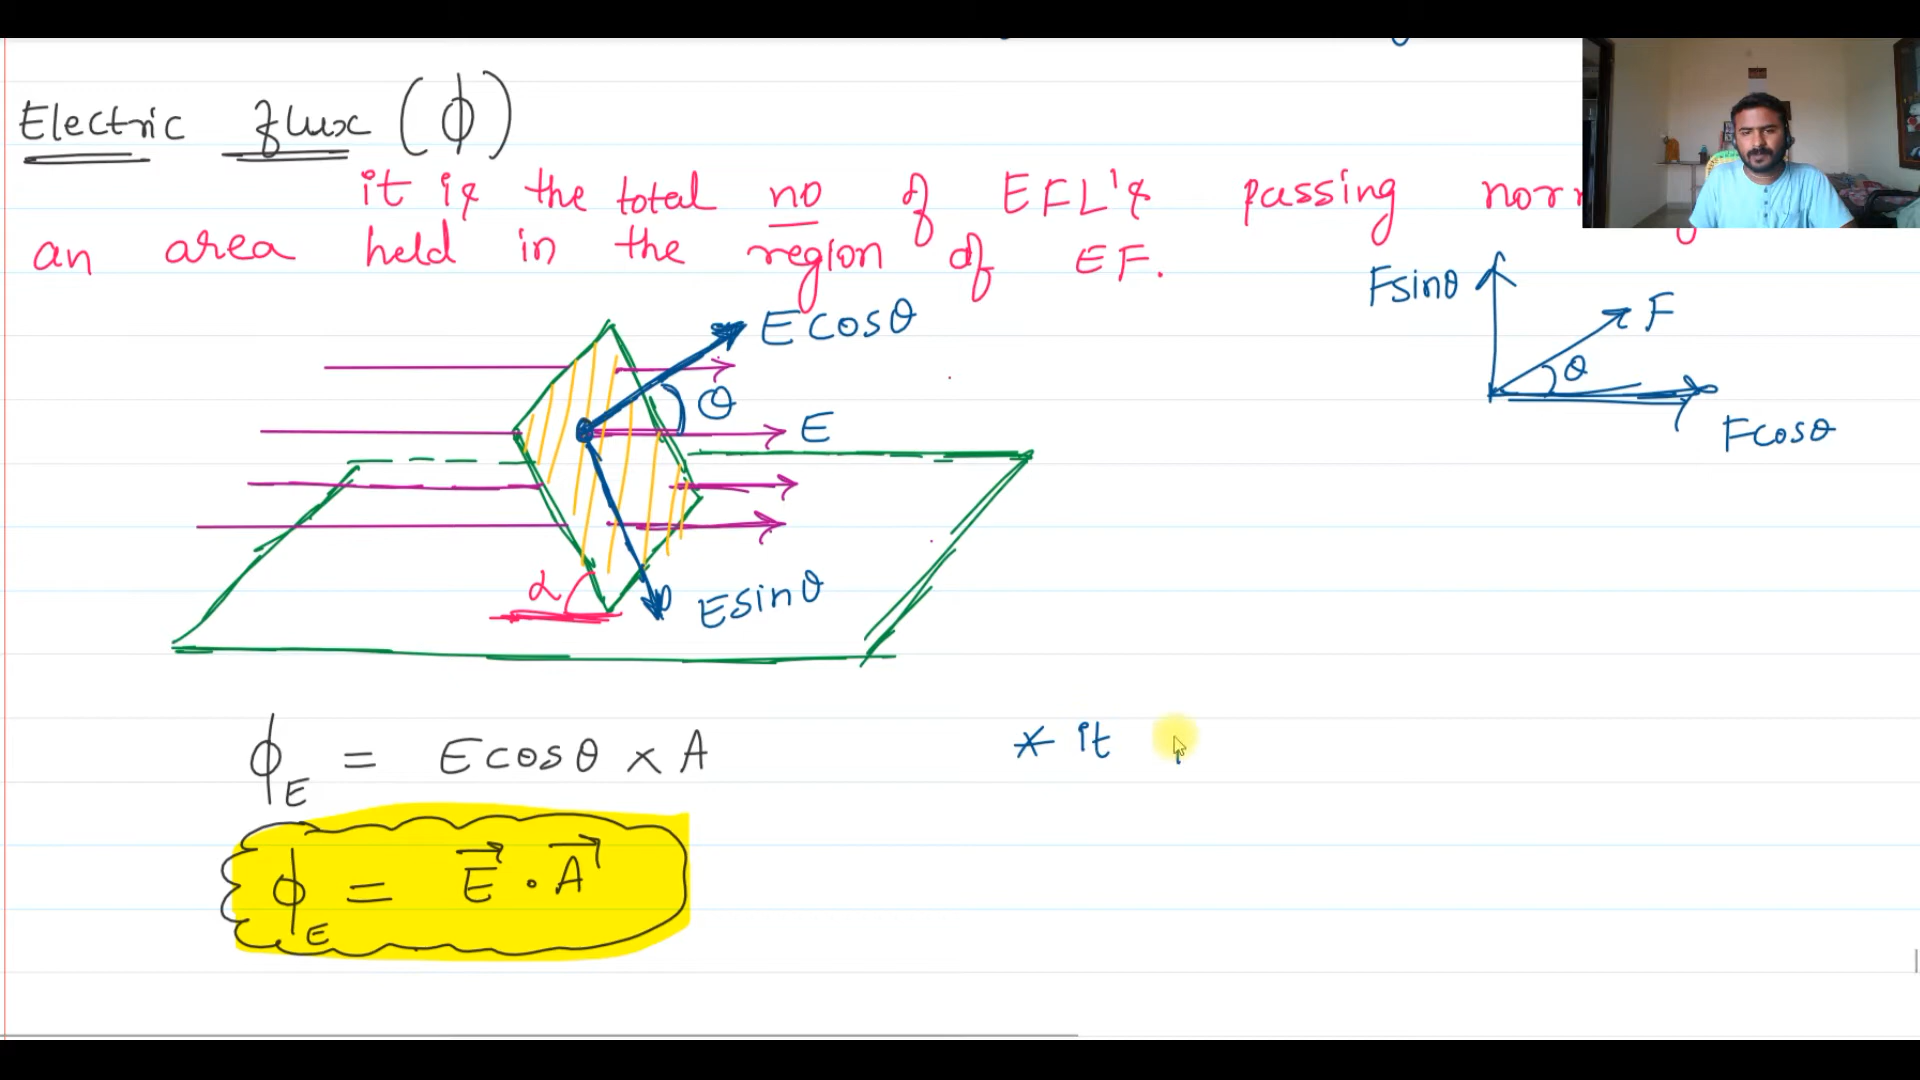 Electric flux (ϕ)
it is the total no of EFL's passing
an area held in the region of EF.
Fsinθ
F
θ
Fcosθ
Ecosθ
θ
E
α
Esinθ
ϕE = Ecosθ × A
* it
ϕE = E⃗ . A⃗